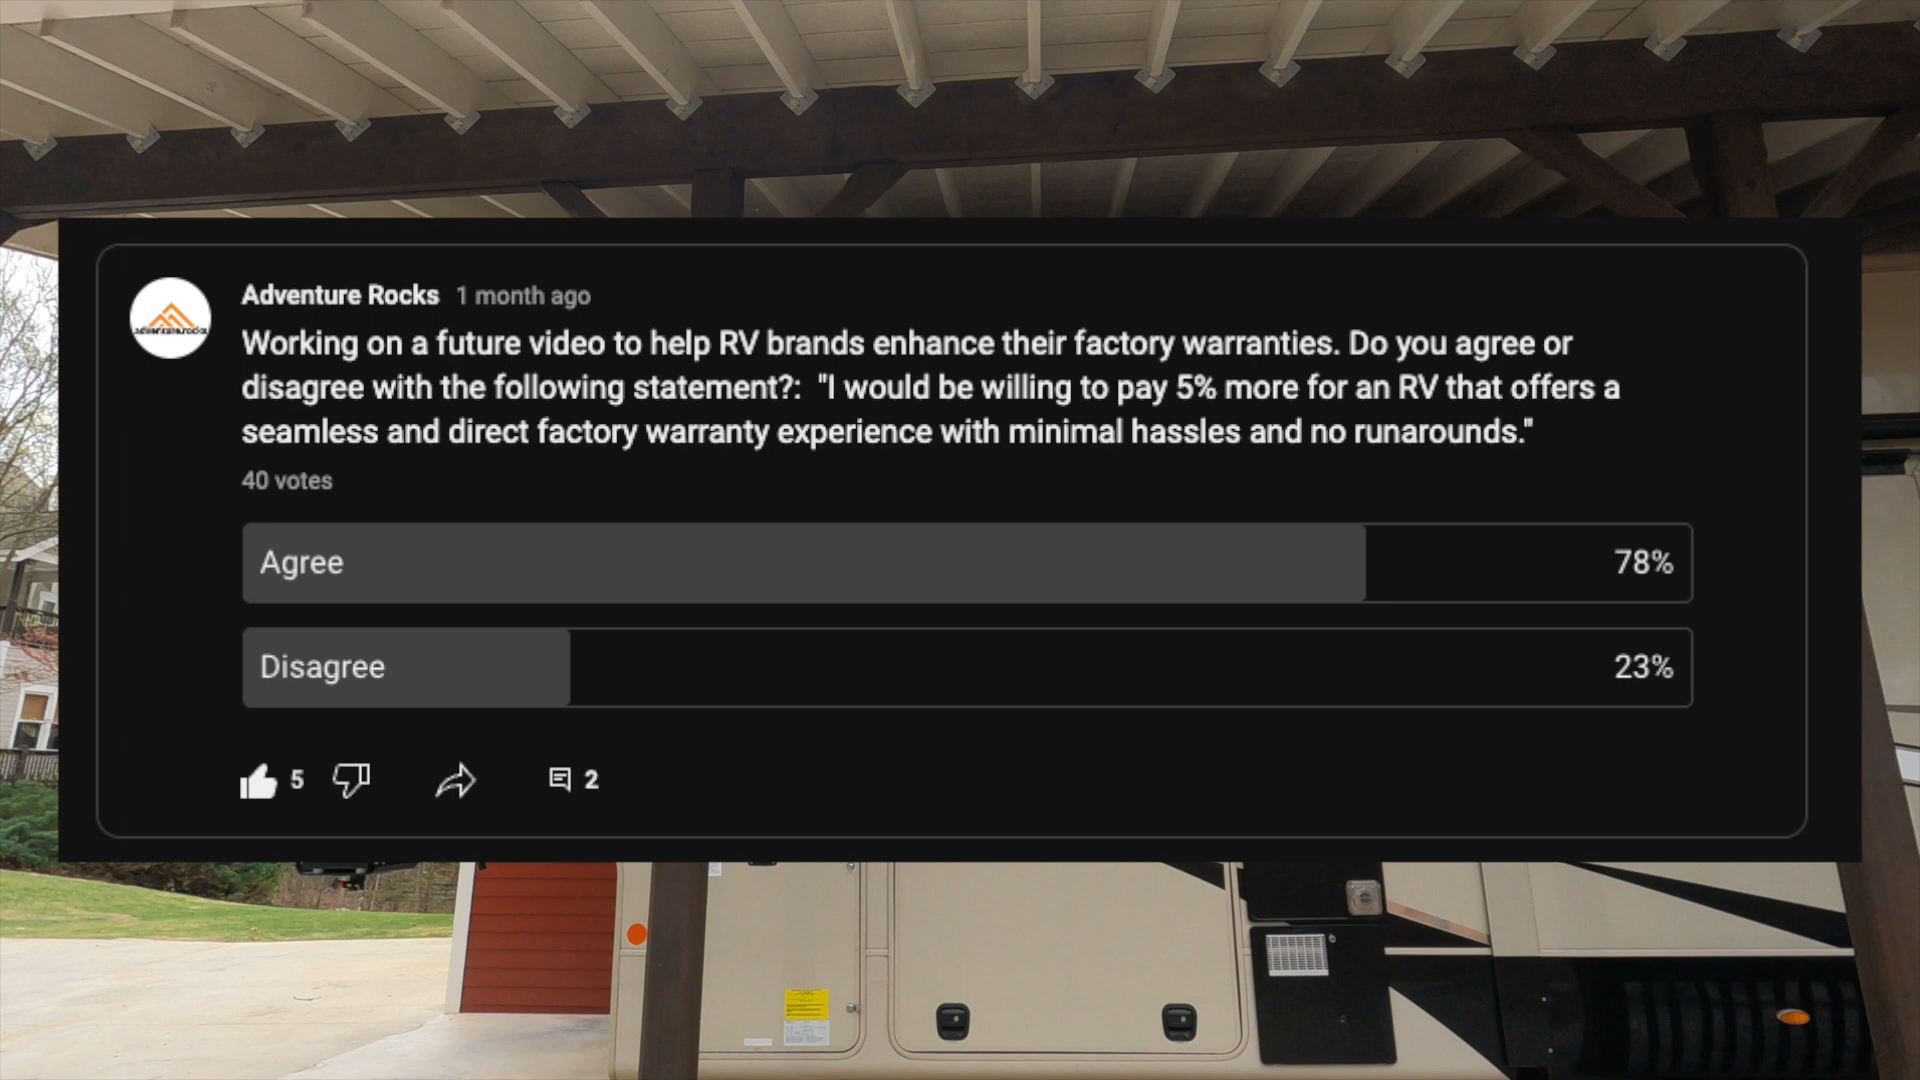 Adventure Rocks 1 month ago
Working on a future video to help RV brands enhance their factory warranties. Do you agree or
disagree with the following statement?: "I would be willing to pay 5% more for an RV that offers a
seamless and direct factory warranty experience with minimal hassles and no runarounds."
40 votes
Agree 78%
Disagree 23%
5 2